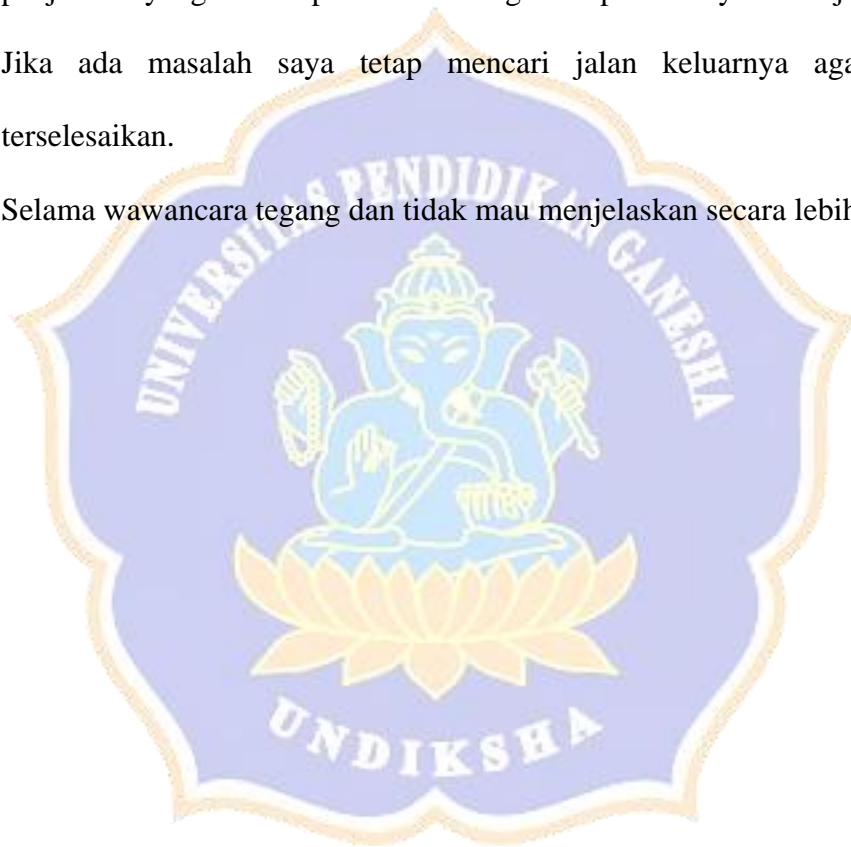 Jika ada masalah saya tetap mencari jalan keluarnya
terselesaikan.
Selama wawancara tegang dan tidak mau menjelaskan secara lebih
UNIVERSITAS PENDIDIKAN GANESHA
UNDIKSHA